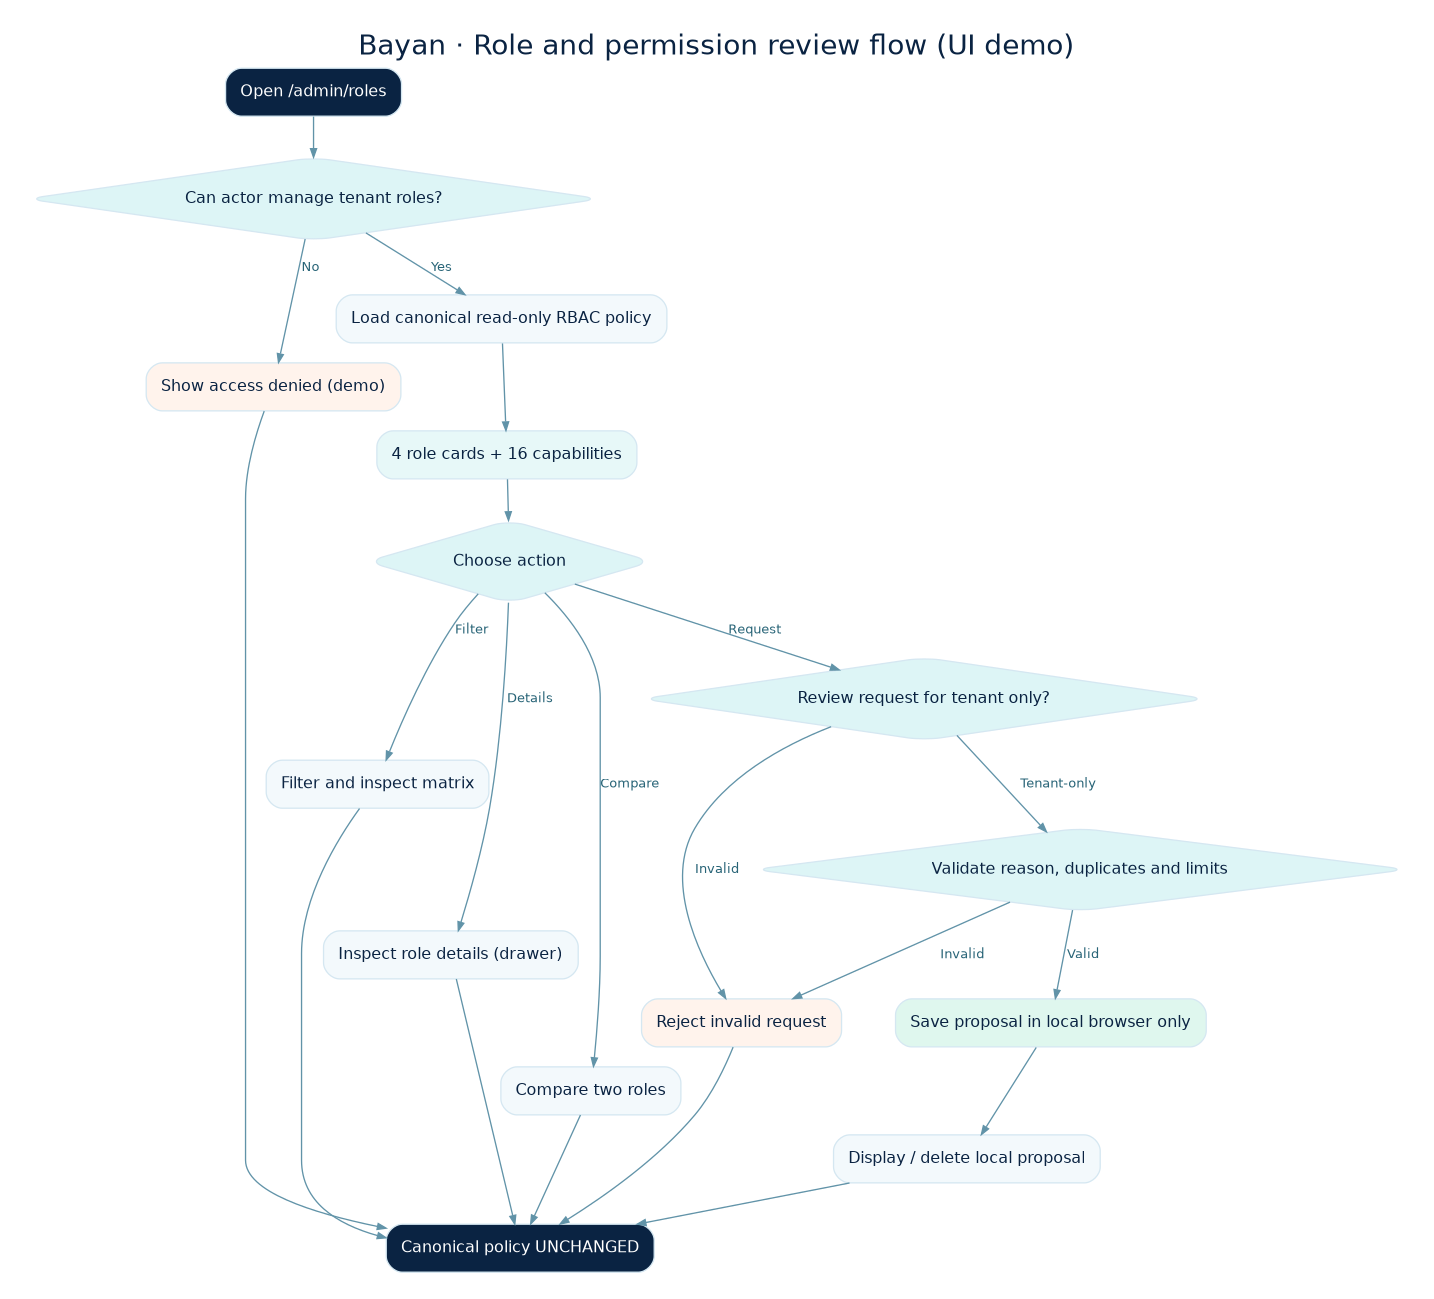 Bayan · Role and permission review flow (UI demo)
Open /admin/roles
Can actor manage tenant roles?
No
Yes
Load canonical read-only RBAC policy
Show access denied (demo)
4 role cards + 16 capabilities
Choose action
Filter
Request
Details
Review request for tenant only?
Filter and inspect matrix
Compare
Tenant-only
Invalid
Validate reason, duplicates and limits
Inspect role details (drawer)
Invalid
Valid
Reject invalid request
Save proposal in local browser only
Compare two roles
Display / delete local proposal
Canonical policy UNCHANGED